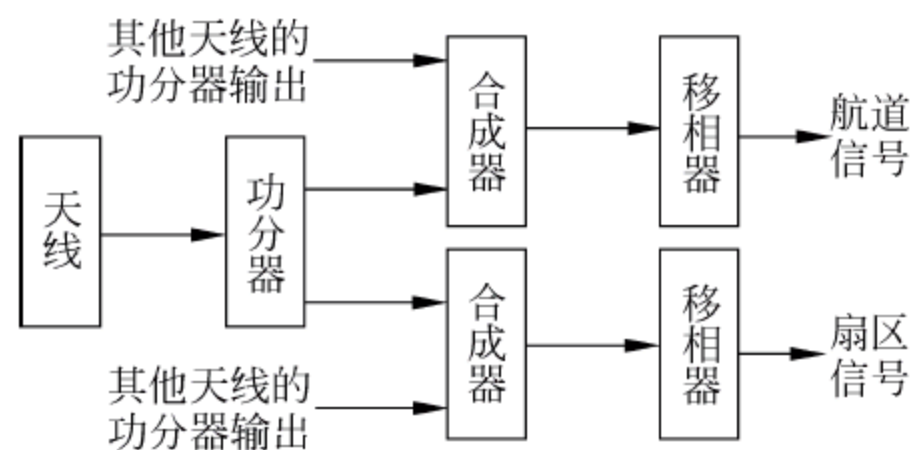 其他天线的
功分器输出
天线
功分器
合成器
移相器
航道
信号
合成器
移相器
扇区
信号
其他天线的
功分器输出